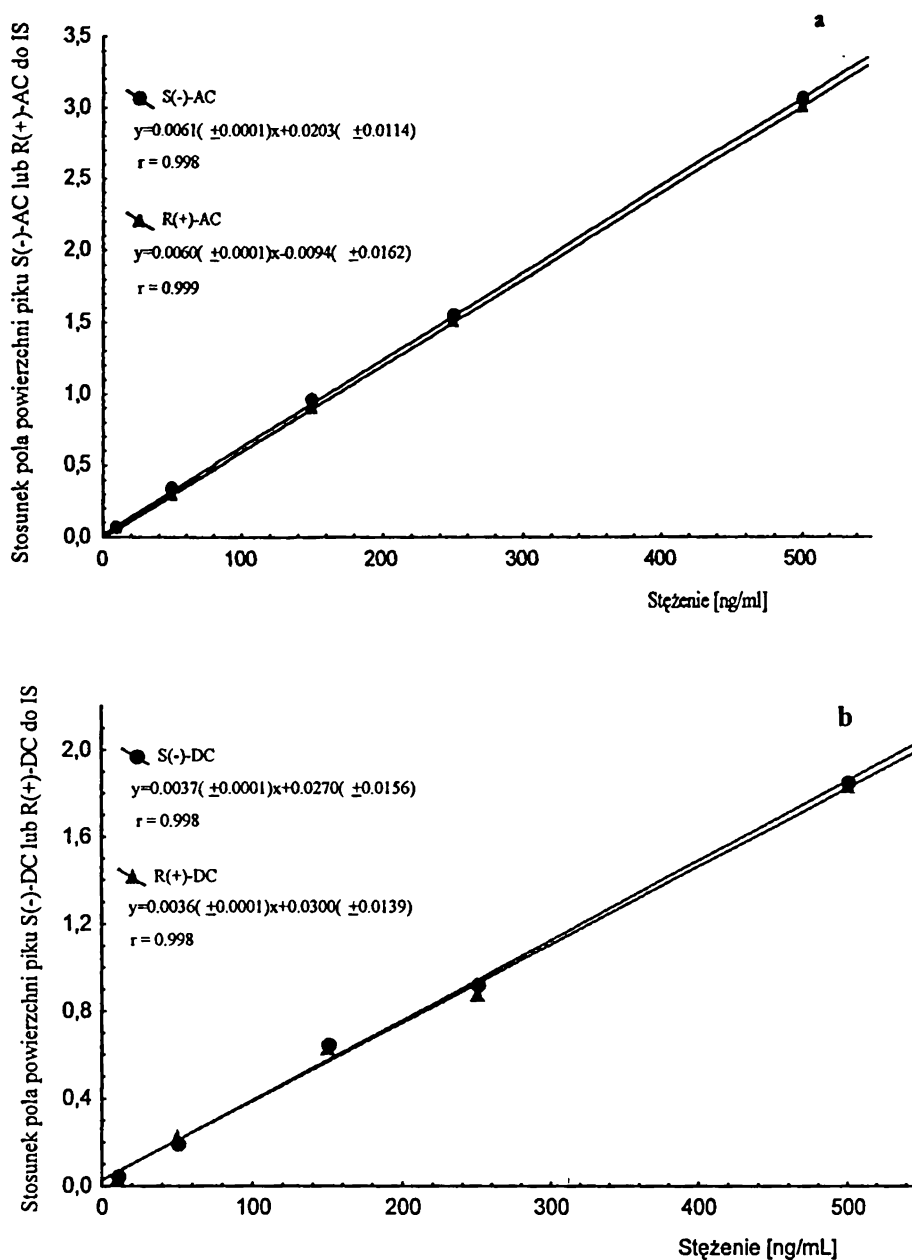 a
Stosunek pola powierzchni piku S(-)-AC lub R(+)-AC do IS
3,5
3,0
2,5
2,0
1,5
1,0
0,5
0,0
S(-)-AC
y=0.0061( ±0.0001)x+0.0203( ±0.0114)
r = 0.998
R(+)-AC
y=0.0060( ±0.0001)x-0.0094( ±0.0162)
r = 0.999
0 100 200 300 400 500
Stężenie [ng/ml]
b
Stosunek pola powierzchni piku S(-)-DC lub R(+)-DC do IS
2,0
1,6
1,2
0,8
0,4
0,0
S(-)-DC
y=0.0037( ±0.0001)x+0.0270( ±0.0156)
r = 0.998
R(+)-DC
y=0.0036( ±0.0001)x+0.0300( ±0.0139)
r = 0.998
0 100 200 300 400 500
Stężenie [ng/mL]